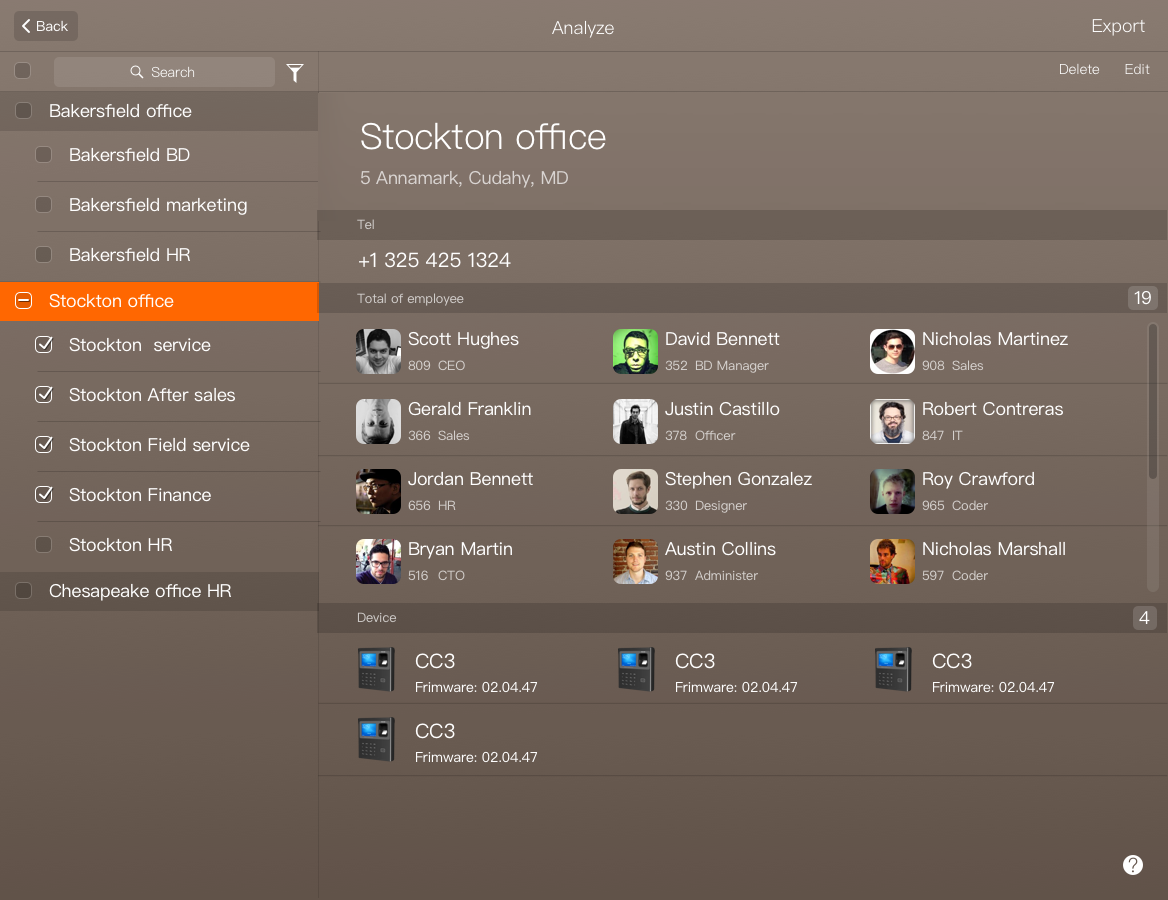 Back
Analyze
Export
Search
Delete
Edit
Bakersfield office
Bakersfield BD
Bakersfield marketing
Bakersfield HR
Stockton office
Stockton  service
Stockton After sales
Stockton Field service
Stockton Finance
Stockton HR
Chesapeake office HR
Stockton office
5 Annamark, Cudahy, MD
Tel
+1 325 425 1324
Total of employee
19
Scott Hughes
809 CEO
David Bennett
352 BD Manager
Nicholas Martinez
908 Sales
Gerald Franklin
366 Sales
Justin Castillo
378 Officer
Robert Contreras
847 IT
Jordan Bennett
656 HR
Stephen Gonzalez
330 Designer
Roy Crawford
965 Coder
Bryan Martin
516 CTO
Austin Collins
937 Administer
Nicholas Marshall
597 Coder
Device
4
CC3
Frimware: 02.04.47
CC3
Frimware: 02.04.47
CC3
Frimware: 02.04.47
CC3
Frimware: 02.04.47
?